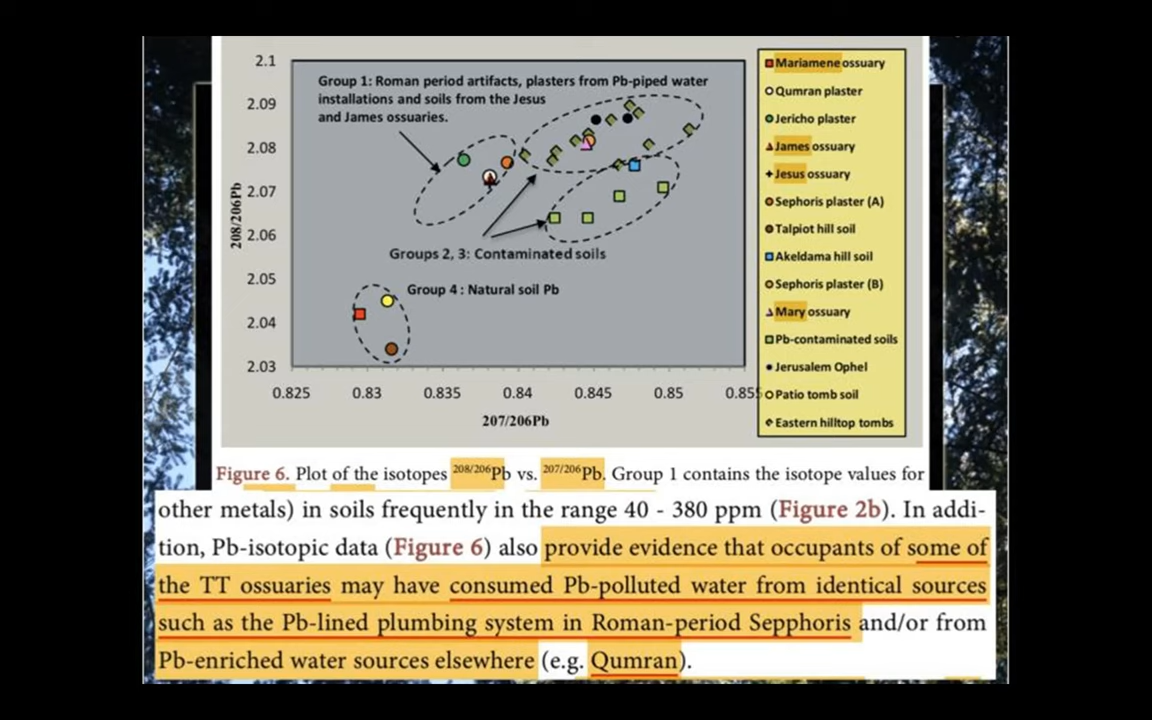 2.1
2.09
2.08
2.07
2.06
2.05
2.04
2.03
208/206Pb
Group 1: Roman period artifacts, plasters from Pb-piped water
installations and soils from the Jesus
and James ossuaries.
Groups 2, 3: Contaminated soils
Group 4 : Natural soil Pb
0.825
0.83
0.835
0.84
0.845
0.85
0.855
207/206Pb
Mariamene ossuary
Qumran plaster
Jericho plaster
James ossuary
Jesus ossuary
Sephoris plaster (A)
Talpiot hill soil
Akeldama hill soil
Sephoris plaster (B)
Mary ossuary
Pb-contaminated soils
Jerusalem Ophel
Patio tomb soil
Eastern hilltop tombs
Figure 6. Plot of the isotopes 208/206Pb vs. 207/206Pb. Group 1 contains the isotope values for
other metals) in soils frequently in the range 40 - 380 ppm (Figure 2b). In addi-
tion, Pb-isotopic data (Figure 6) also provide evidence that occupants of some of
the TT ossuaries may have consumed Pb-polluted water from identical sources
such as the Pb-lined plumbing system in Roman-period Sepphoris and/or from
Pb-enriched water sources elsewhere (e.g. Qumran).